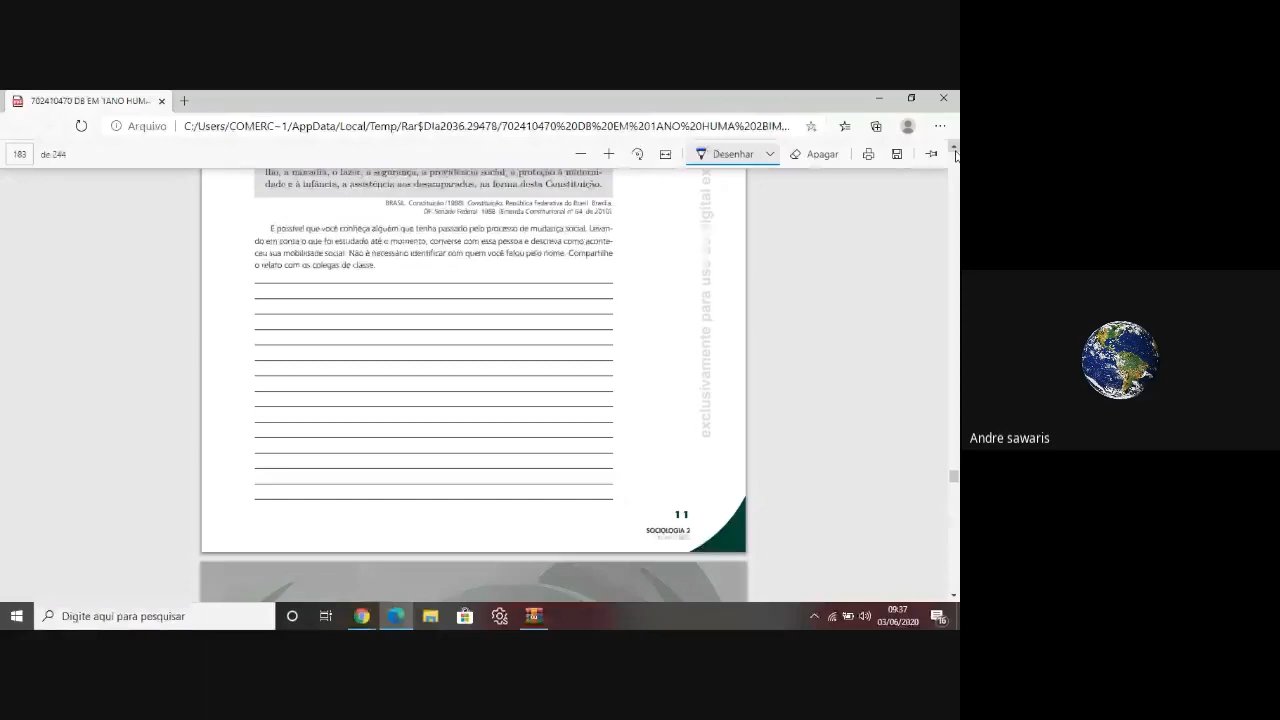 702410470 DB EM 1ANO HUMA
Arquivo C:/Users/COMERC~1/AppData/Local/Temp/Rar$DIa2036.29478/702410470%20DB%20EM%201ANO%20HUMA%202BIM...
183 de 244 Desenhar Apagar
lia, a moradia, o lazer, a segurança, a previdência social, a proteção à materni-
dade e à infância, a assistência aos desamparados, na forma desta Constituição.
BRASIL. Constituição (1988). Constituição: República Federativa do Brasil. Brasília,
DF: Senado Federal, 1988. (Emenda Constitucional nº 64, de 2010).
É possível que você conheça alguém que tenha passado pelo processo de mudança social. Levan-
do em conta o que foi estudado até o momento, converse com essa pessoa e descreva como aconte-
ceu sua mobilidade social. Não é necessário identificar com quem você falou pelo nome. Compartilhe
o relato com os colegas de classe.
exclusivamente para uso digital
11
SOCIOLOGIA 2
Andre sawaris
Digite aqui para pesquisar
09:37
03/06/2020
16